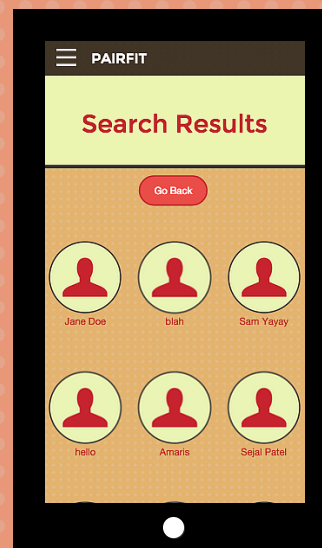 PAIRFIT
Search Results
Go Back
Jane Doe
blah
Sam Yayay
hello
Amaris
Sejal Patel